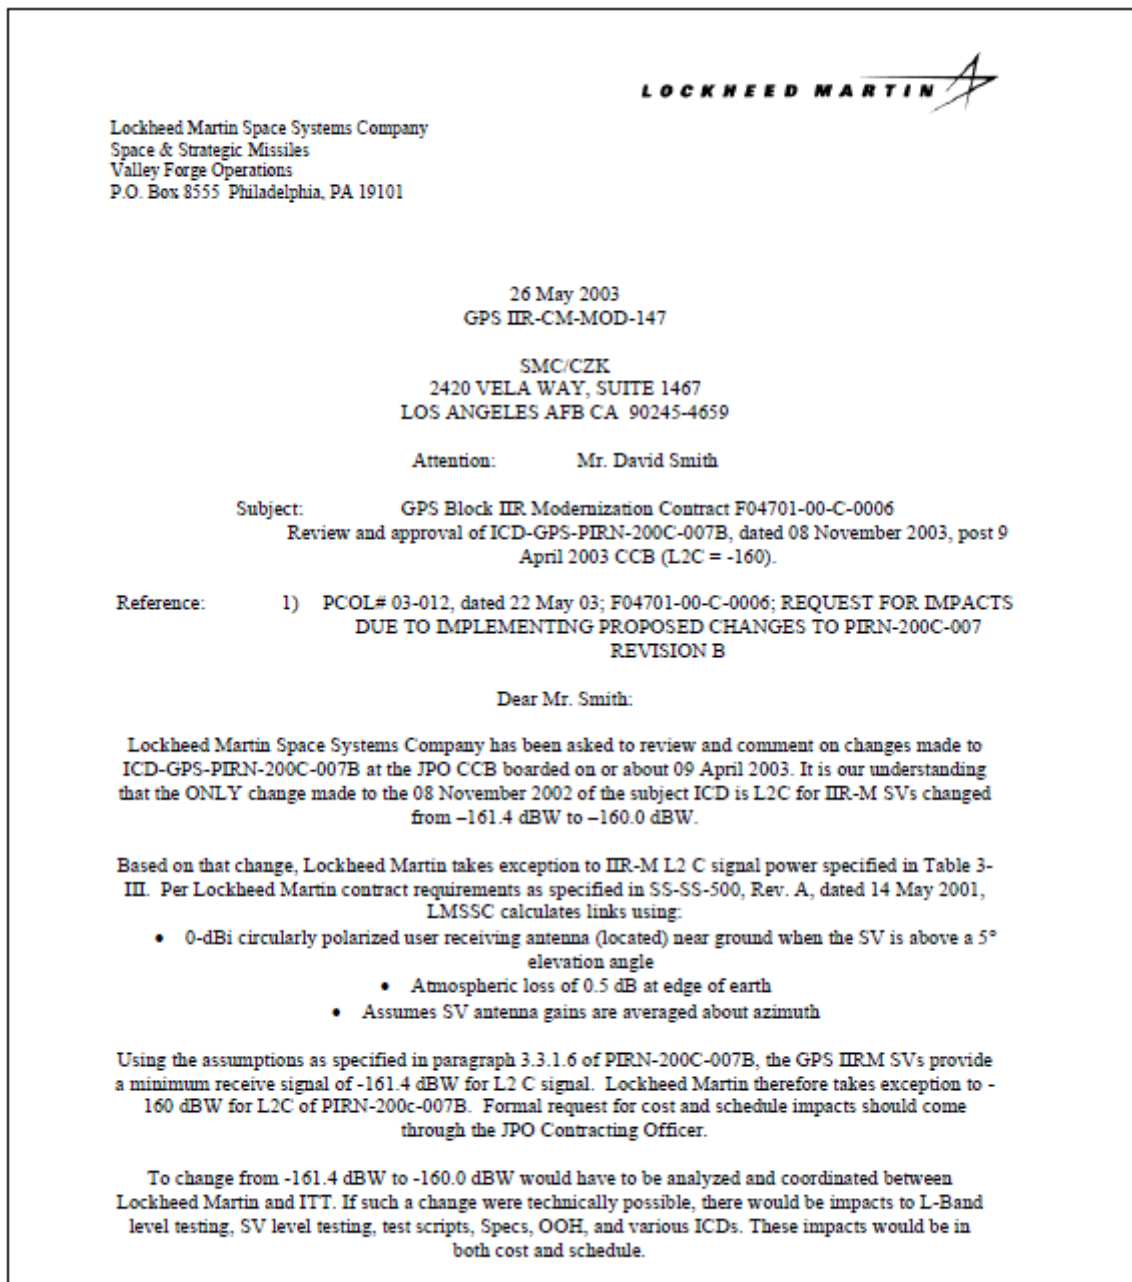 LOCKHEED MARTIN
Lockheed Martin Space Systems Company
Space & Strategic Missiles
Valley Forge Operations
P.O. Box 8555  Philadelphia, PA 19101
26 May 2003
GPS IIR-CM-MOD-147
SMC/CZK
2420 VELA WAY, SUITE 1467
LOS ANGELES AFB CA  90245-4659
Attention: Mr. David Smith
Subject: GPS Block IIR Modernization Contract F04701-00-C-0006
Review and approval of ICD-GPS-PIRN-200C-007B, dated 08 November 2003, post 9
April 2003 CCB (L2C = -160).
Reference: 1) PCOL# 03-012, dated 22 May 03; F04701-00-C-0006; REQUEST FOR IMPACTS
DUE TO IMPLEMENTING PROPOSED CHANGES TO PIRN-200C-007
REVISION B
Dear Mr. Smith:
Lockheed Martin Space Systems Company has been asked to review and comment on changes made to
ICD-GPS-PIRN-200C-007B at the JPO CCB boarded on or about 09 April 2003. It is our understanding
that the ONLY change made to the 08 November 2002 of the subject ICD is L2C for IIR-M SVs changed
from –161.4 dBW to –160.0 dBW.
Based on that change, Lockheed Martin takes exception to IIR-M L2 C signal power specified in Table 3-
III.  Per Lockheed Martin contract requirements as specified in SS-SS-500, Rev. A, dated 14 May 2001,
LMSSC calculates links using:
• 0-dBi circularly polarized user receiving antenna (located) near ground when the SV is above a 5°
elevation angle
• Atmospheric loss of 0.5 dB at edge of earth
• Assumes SV antenna gains are averaged about azimuth
Using the assumptions as specified in paragraph 3.3.1.6 of PIRN-200C-007B, the GPS IIRM SVs provide
a minimum receive signal of -161.4 dBW for L2 C signal.  Lockheed Martin therefore takes exception to -
160 dBW for L2C of PIRN-200c-007B.  Formal request for cost and schedule impacts should come
through the JPO Contracting Officer.
To change from -161.4 dBW to -160.0 dBW would have to be analyzed and coordinated between
Lockheed Martin and ITT. If such a change were technically possible, there would be impacts to L-Band
level testing, SV level testing, test scripts, Specs, OOH, and various ICDs. These impacts would be in
both cost and schedule.